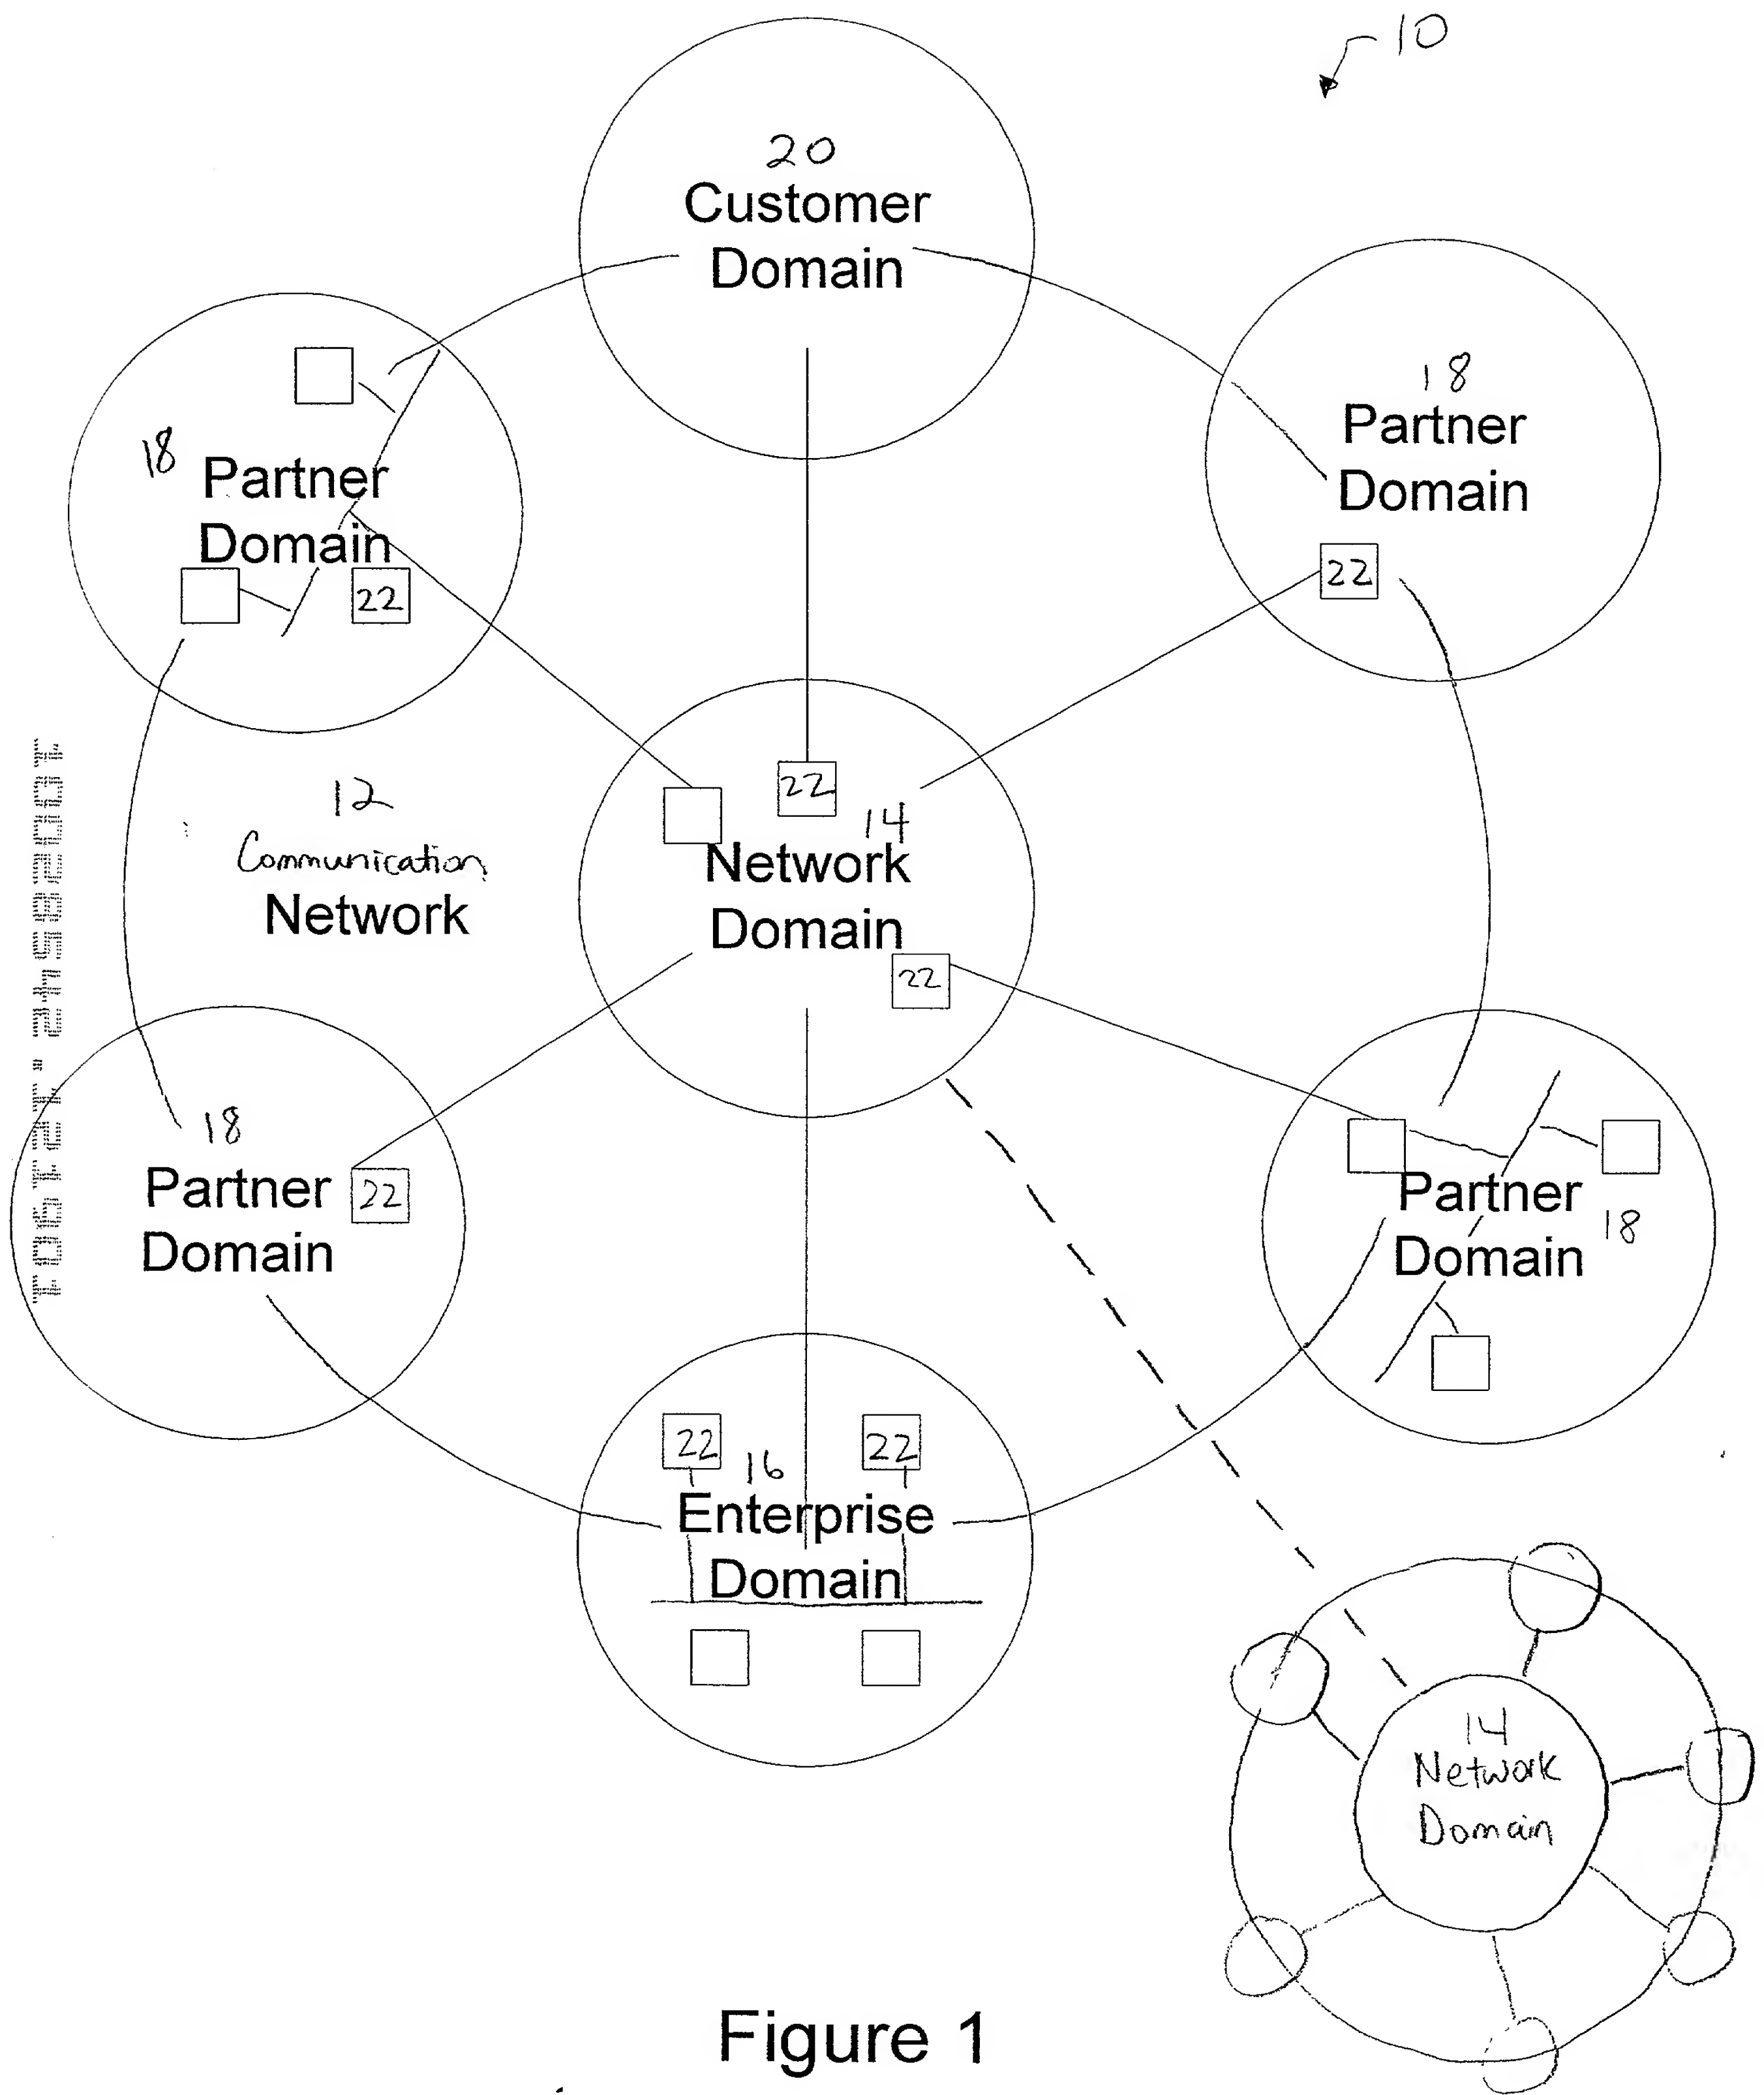 10
20
Customer
Domain
18
Partner
Domain
18
Partner
Domain
22
22
12
Communication
Network
22
14
Network
Domain
22
18
Partner
Domain
22
Partner
Domain
18
22
22
16
Enterprise
Domain
14
Network
Domain
Figure 1